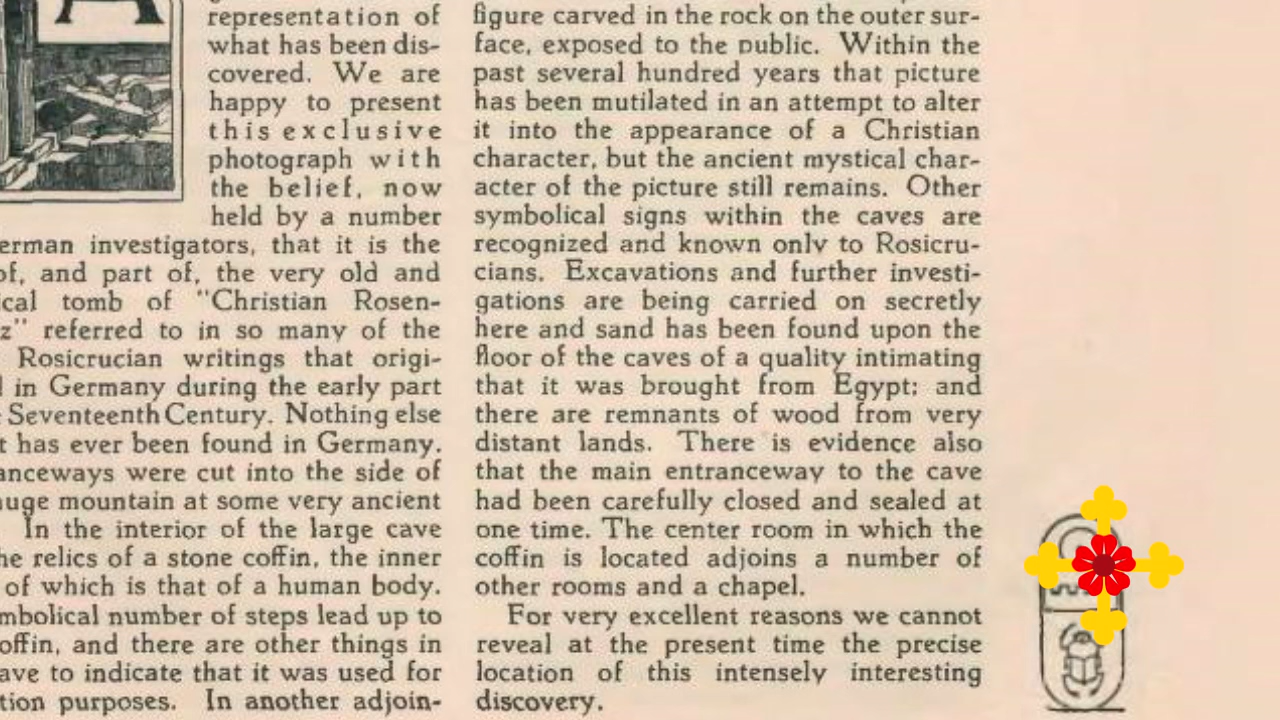 representation of
what has been dis-
covered. We are
happy to present
this exclusive
photograph with
the belief, now
held by a number
erman investigators, that it is the
of, and part of, the very old and
ical tomb of "Christian Rosen-
z" referred to in so many of the
Rosicrucian writings that origi-
in Germany during the early part
Seventeenth Century. Nothing else
t has ever been found in Germany.
anceways were cut into the side of
uge mountain at some very ancient
In the interior of the large cave
he relics of a stone coffin, the inner
of which is that of a human body.
mbolical number of steps lead up to
offin, and there are other things in
ave to indicate that it was used for
tion purposes. In another adjoin-
figure carved in the rock on the outer sur-
face, exposed to the public. Within the
past several hundred years that picture
has been mutilated in an attempt to alter
it into the appearance of a Christian
character, but the ancient mystical char-
acter of the picture still remains. Other
symbolical signs within the caves are
recognized and known only to Rosicru-
cians. Excavations and further investi-
gations are being carried on secretly
here and sand has been found upon the
floor of the caves of a quality intimating
that it was brought from Egypt; and
there are remnants of wood from very
distant lands. There is evidence also
that the main entranceway to the cave
had been carefully closed and sealed at
one time. The center room in which the
coffin is located adjoins a number of
other rooms and a chapel.
For very excellent reasons we cannot
reveal at the present time the precise
location of this intensely interesting
discovery.